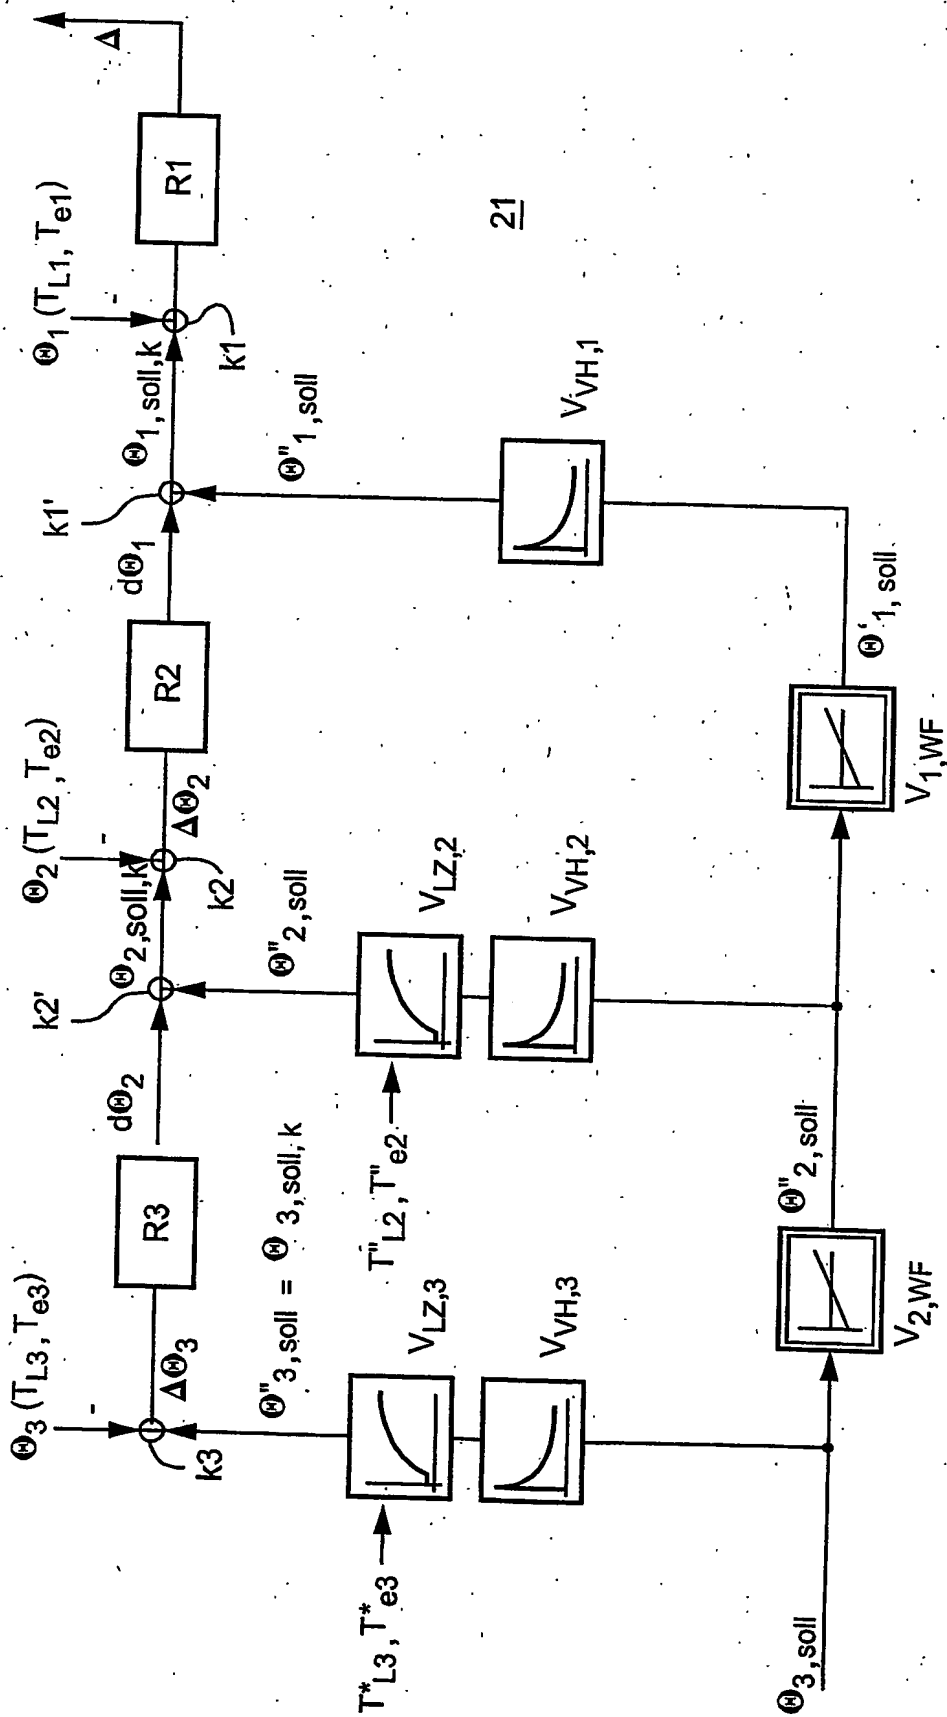 Θ3 (TL3, Te3)
Θ2 (TL2, Te2)
Θ1 (TL1, Te1)
Δ
-
-
-
k2'
Θ2,soll,k
k1'
Θ1,soll,k
R3
dΘ2
R2
dΘ1
R1
ΔΘ3
ΔΘ2
k3
k2
k1
Θ"3,soll = Θ3,soll,k
Θ"2,soll
Θ"1,soll
T*L3, T*e3
VLZ,3
T"L2, T"e2
VLZ,2
21
VVH,3
VVH,2
VVH,1
Θ3,soll
Θ"2,soll
Θ'1,soll
V2,WF
V1,WF